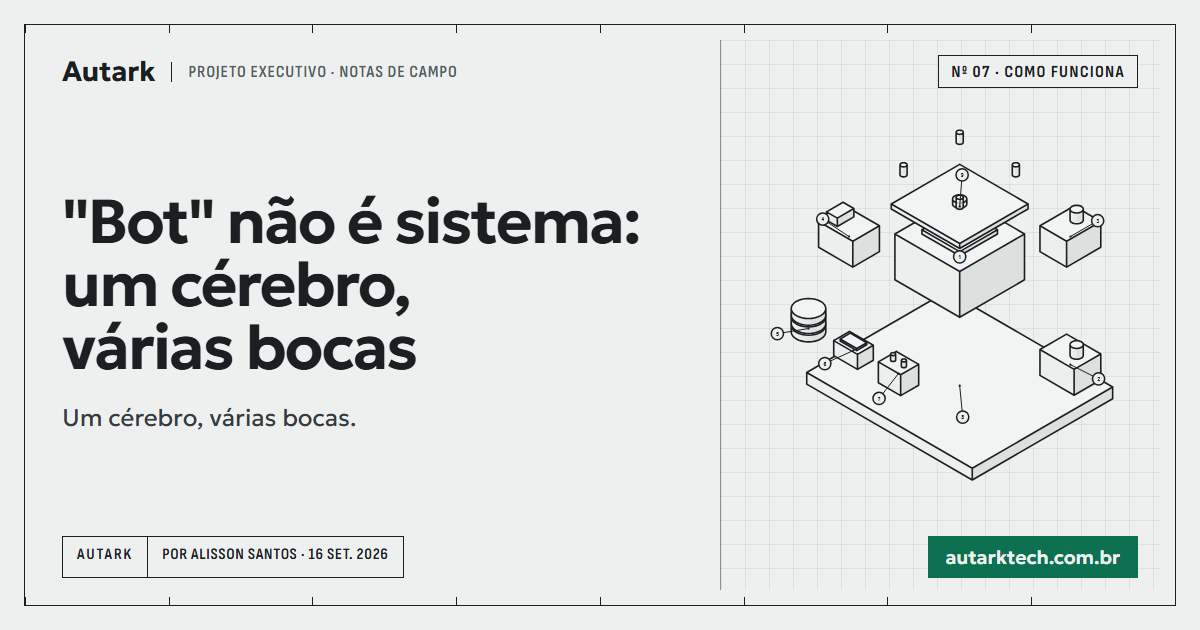 Autark
PROJETO EXECUTIVO · NOTAS DE CAMPO
Nº 07 · COMO FUNCIONA
"Bot" não é sistema:
um cérebro,
várias bocas
Um cérebro, várias bocas.
AUTARK
POR ALISSON SANTOS · 16 SET. 2026
autarktech.com.br